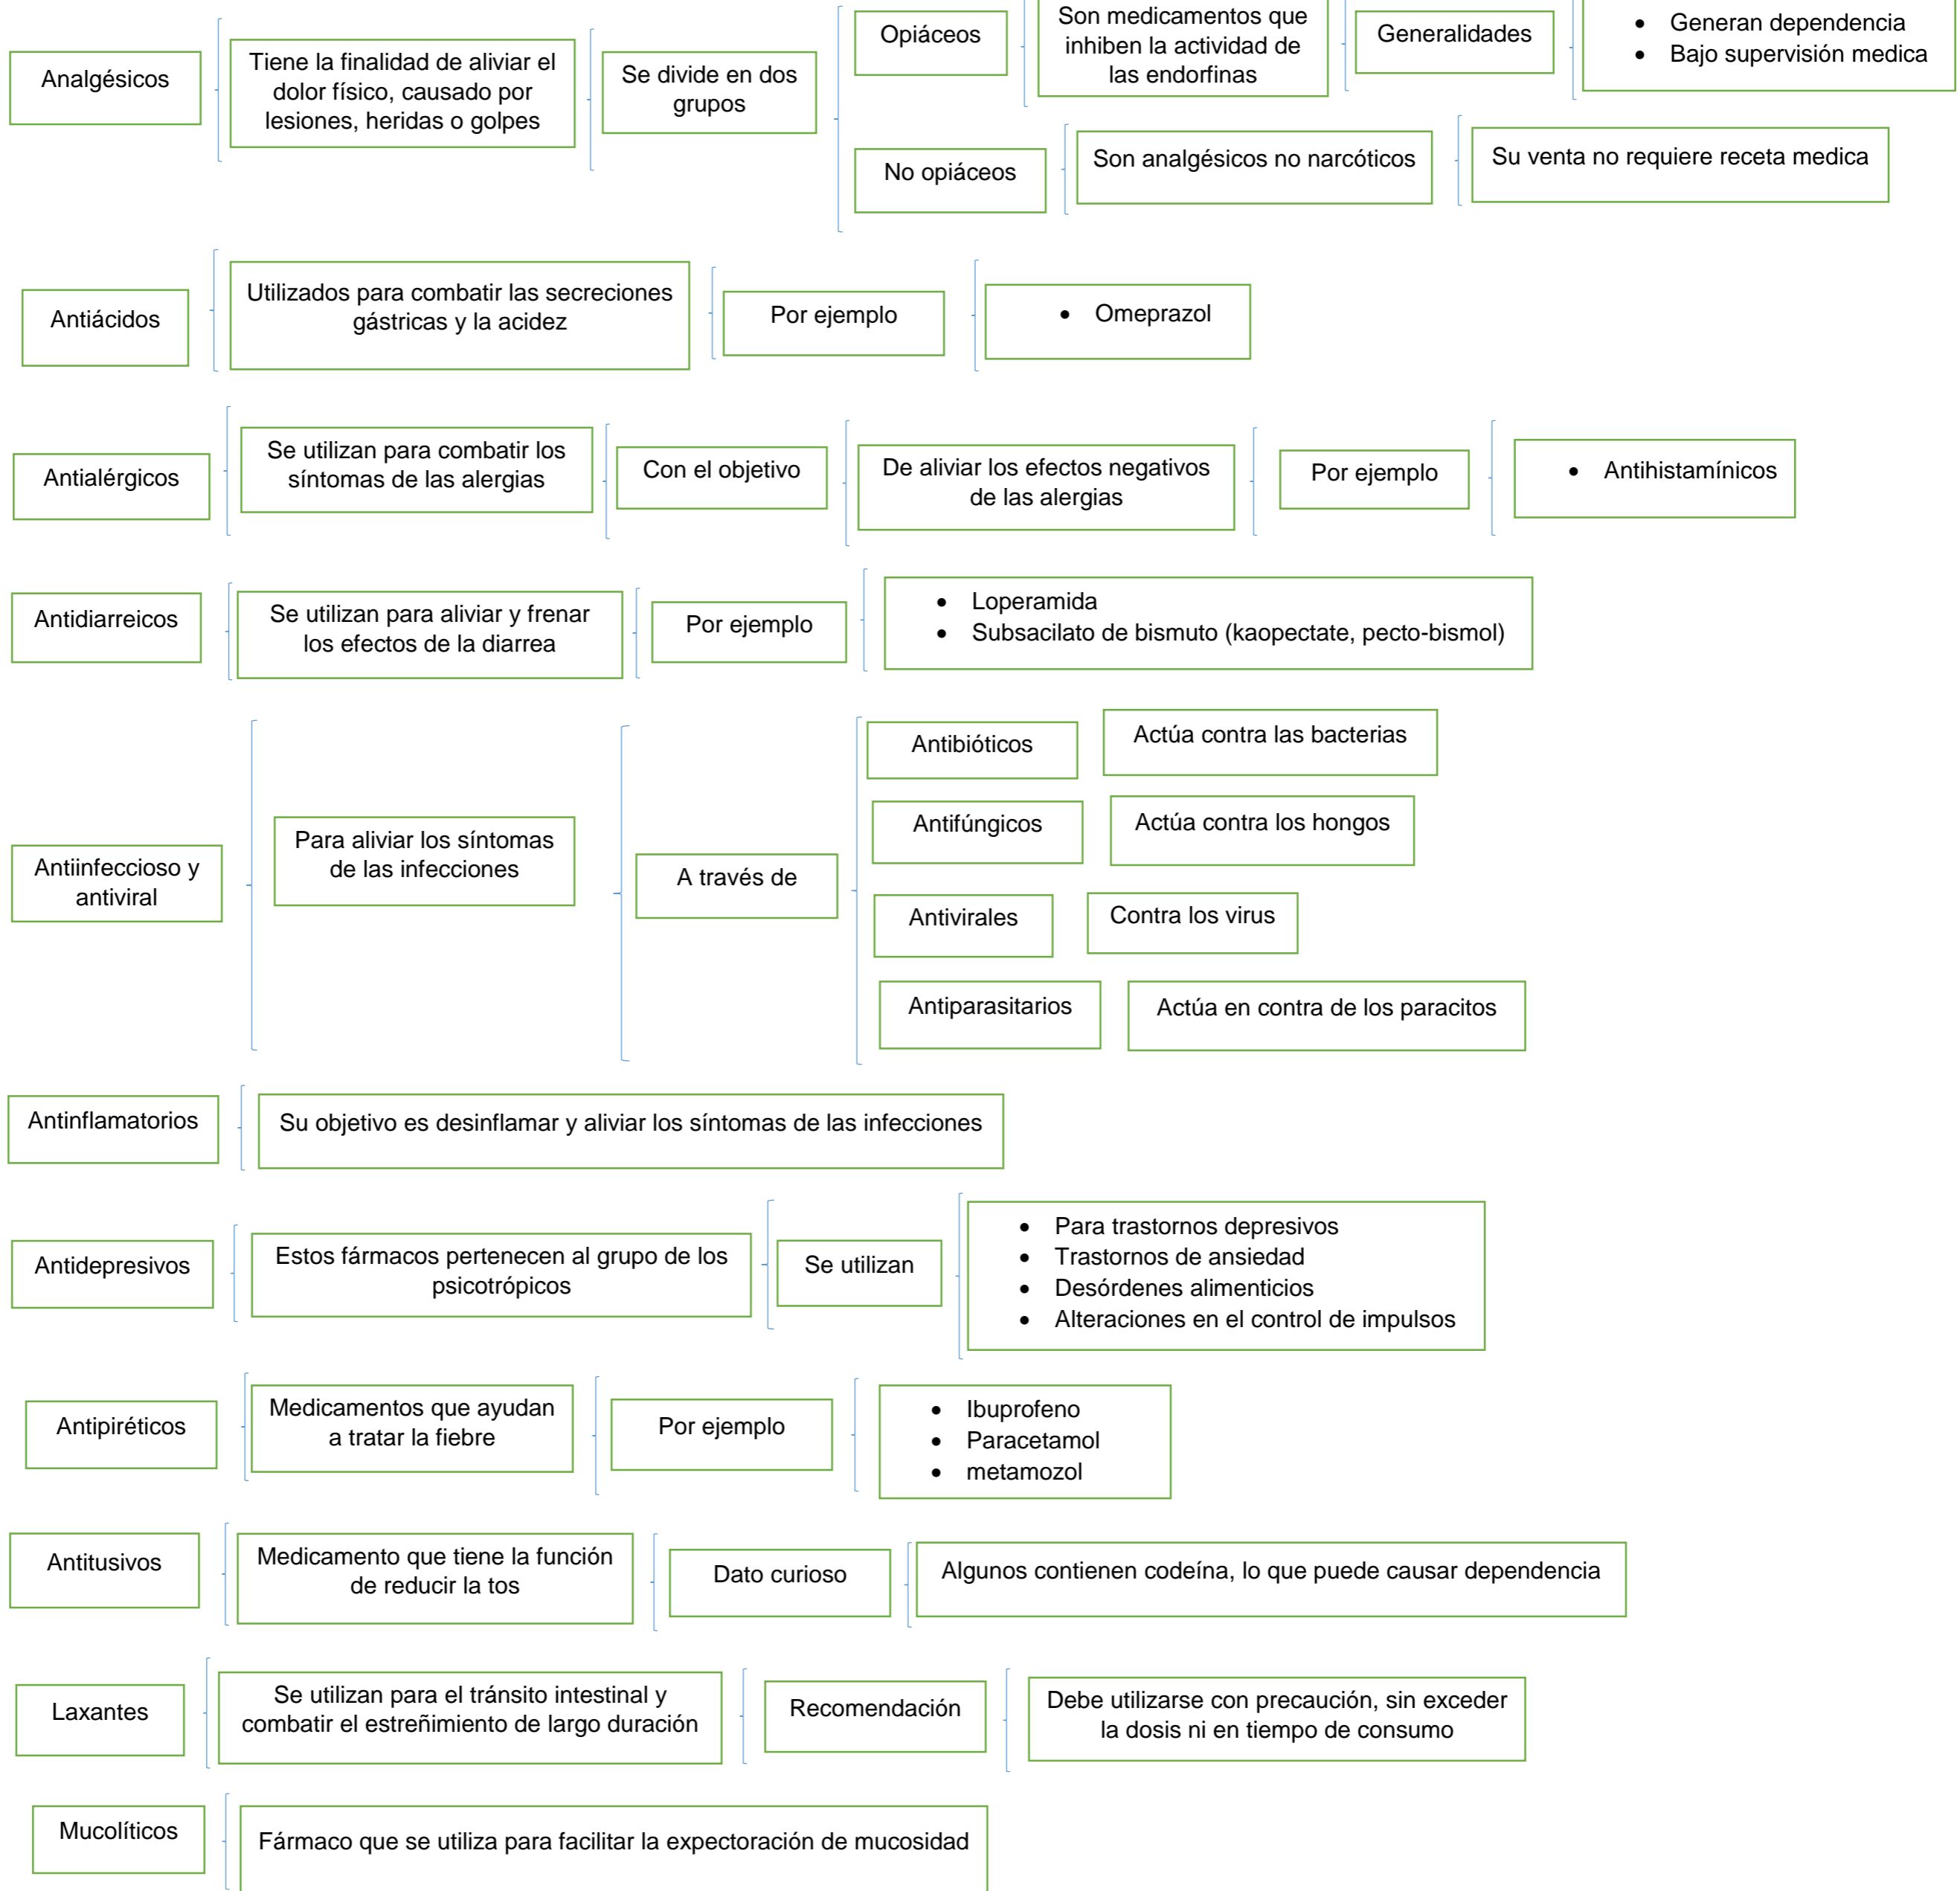 Analgésicos
Tiene la finalidad de aliviar el
dolor físico, causado por
lesiones, heridas o golpes
Se divide en dos
grupos
Opiáceos
Son medicamentos que
inhiben la actividad de
las endorfinas
Generalidades
• Generan dependencia
• Bajo supervisión medica
No opiáceos
Son analgésicos no narcóticos
Su venta no requiere receta medica
Antiácidos
Utilizados para combatir las secreciones
gástricas y la acidez
Por ejemplo
• Omeprazol
Antialérgicos
Se utilizan para combatir los
síntomas de las alergias
Con el objetivo
De aliviar los efectos negativos
de las alergias
Por ejemplo
• Antihistamínicos
Antidiarreicos
Se utilizan para aliviar y frenar
los efectos de la diarrea
Por ejemplo
• Loperamida
• Subsacilato de bismuto (kaopectate, pecto-bismol)
Antiinfeccioso y
antiviral
Para aliviar los síntomas
de las infecciones
A través de
Antibióticos
Actúa contra las bacterias
Antifúngicos
Actúa contra los hongos
Antivirales
Contra los virus
Antiparasitarios
Actúa en contra de los paracitos
Antinflamatorios
Su objetivo es desinflamar y aliviar los síntomas de las infecciones
Antidepresivos
Estos fármacos pertenecen al grupo de los
psicotrópicos
Se utilizan
• Para trastornos depresivos
• Trastornos de ansiedad
• Desórdenes alimenticios
• Alteraciones en el control de impulsos
Antipiréticos
Medicamentos que ayudan
a tratar la fiebre
Por ejemplo
• Ibuprofeno
• Paracetamol
• metamozol
Antitusivos
Medicamento que tiene la función
de reducir la tos
Dato curioso
Algunos contienen codeína, lo que puede causar dependencia
Laxantes
Se utilizan para el tránsito intestinal y
combatir el estreñimiento de largo duración
Recomendación
Debe utilizarse con precaución, sin exceder
la dosis ni en tiempo de consumo
Mucolíticos
Fármaco que se utiliza para facilitar la expectoración de mucosidad